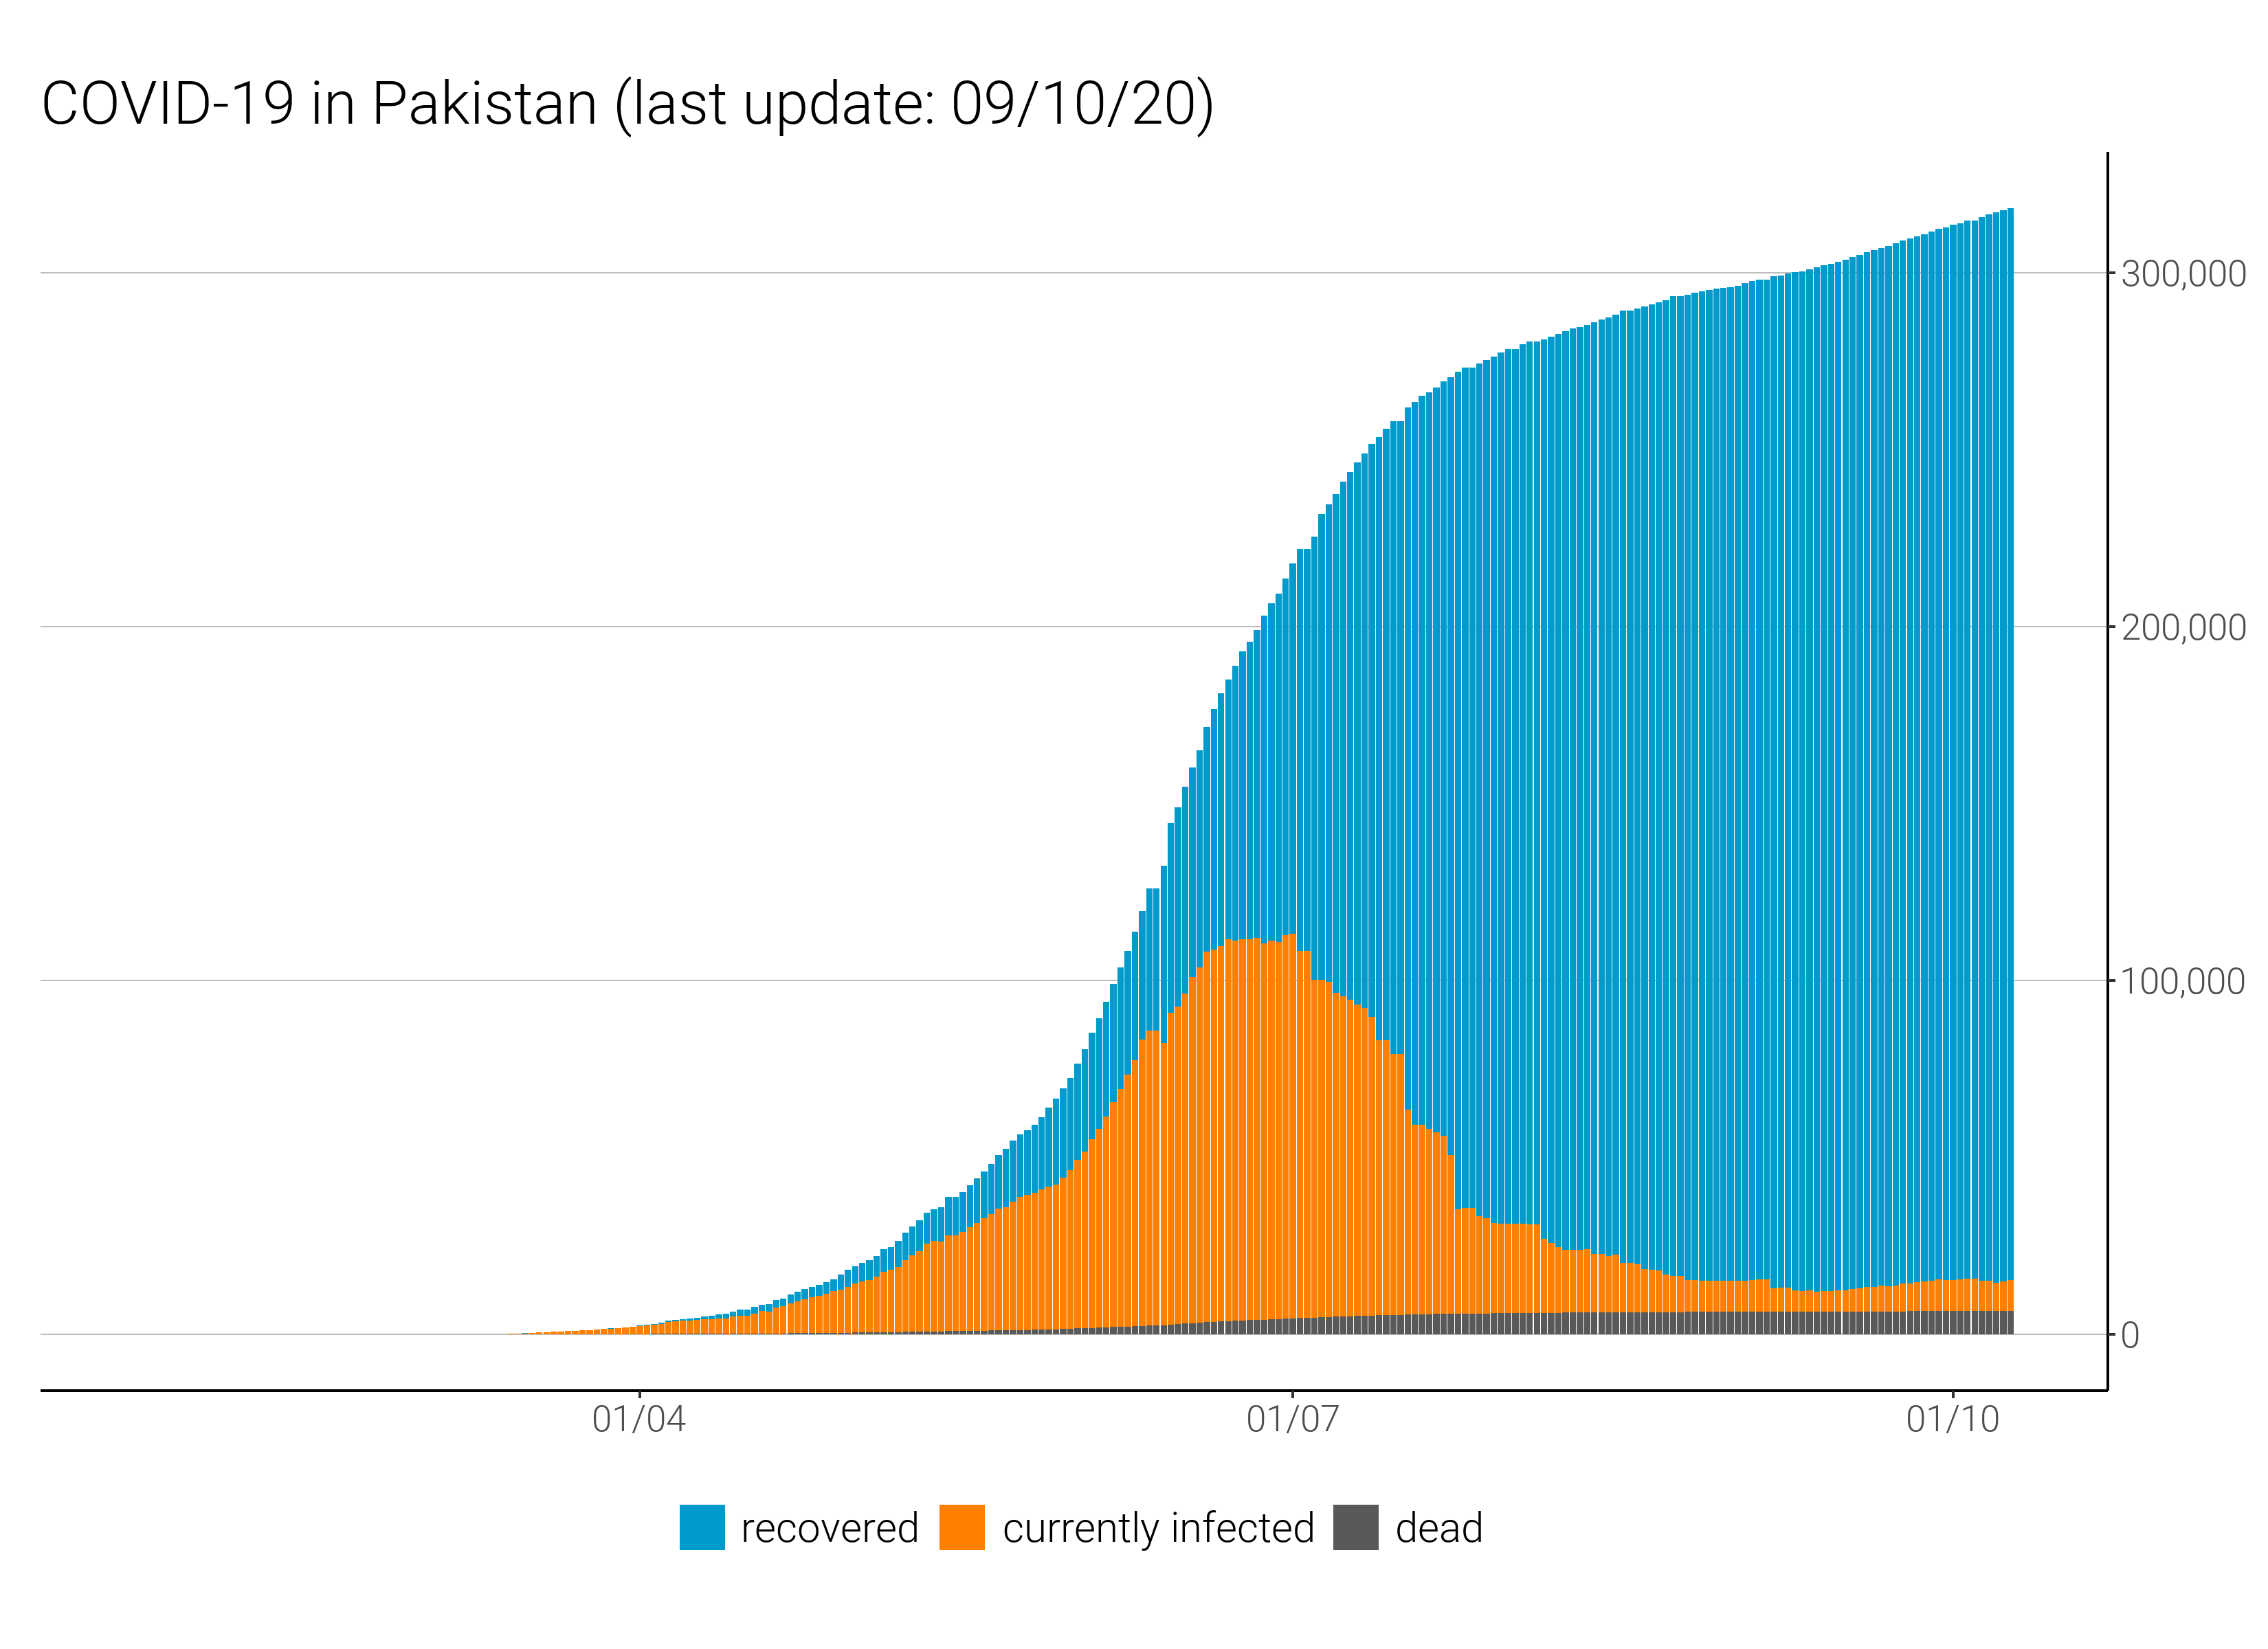 COVID-19 in Pakistan (last update: 09/10/20)
300,000
200,000
100,000
0
01/04 01/07 01/10
recovered currently infected dead